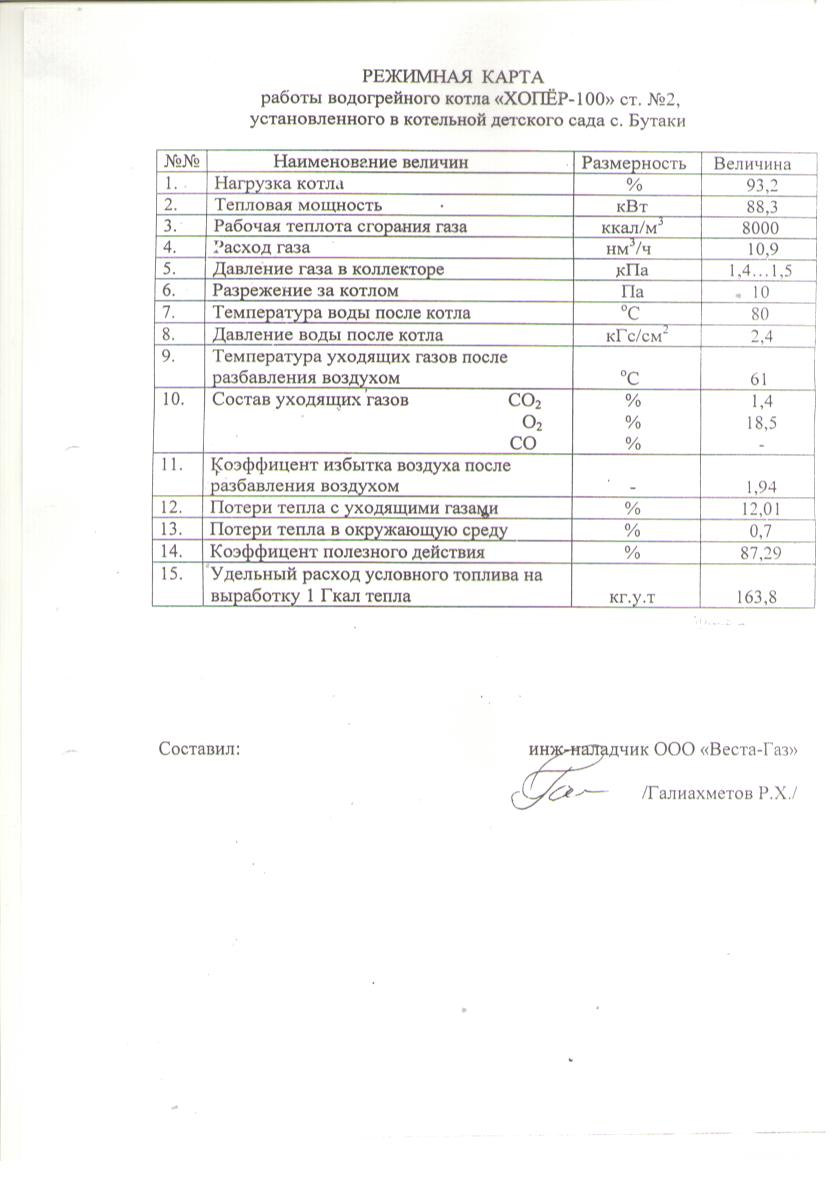 РЕЖИМНАЯ КАРТА
работы водогрейного котла «ХОПЁР-100» ст. №2,
установленного в котельной детского сада с. Бутаки
№№ Наименование величин Размерность Величина
1. Нагрузка котла % 93,2
2. Тепловая мощность кВт 88,3
3. Рабочая теплота сгорания газа ккал/м³ 8000
4. Расход газа нм³/ч 10,9
5. Давление газа в коллекторе кПа 1,4…1,5
6. Разрежение за котлом Па 10
7. Температура воды после котла °С 80
8. Давление воды после котла кГс/см² 2,4
9. Температура уходящих газов после
разбавления воздухом °С 61
10. Состав уходящих газов CO₂ % 1,4
O₂ % 18,5
CO % -
11. Коэффицент избытка воздуха после
разбавления воздухом - 1,94
12. Потери тепла с уходящими газами % 12,01
13. Потери тепла в окружающую среду % 0,7
14. Коэффицент полезного действия % 87,29
15. Удельный расход условного топлива на
выработку 1 Гкал тепла кг.у.т 163,8
Составил: инж-наладчик ООО «Веста-Газ»
/Галиахметов Р.Х./